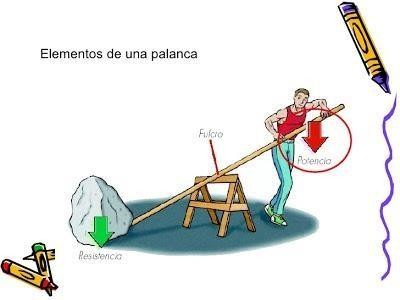 Elementos de una palanca
Fulcro
Potencia
Resistencia